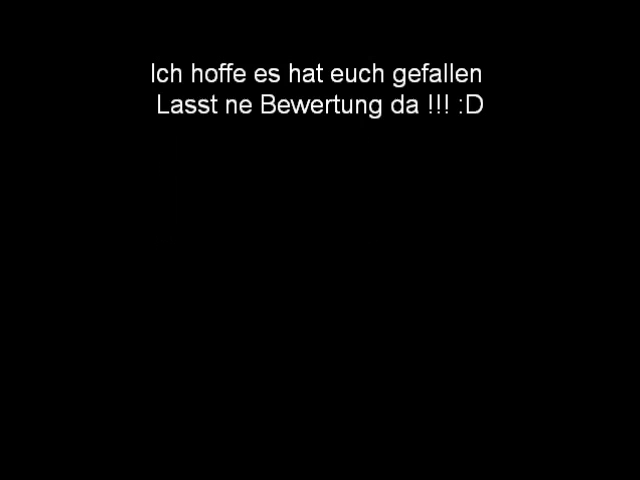 Ich hoffe es hat euch gefallen
Lasst ne Bewertung da !!! :D